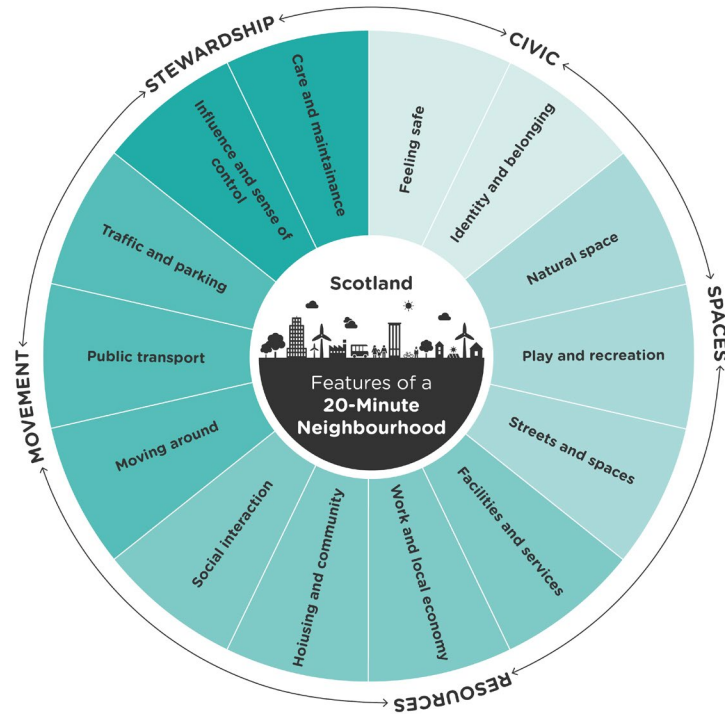 STEWARDSHIP
CIVIC
SPACES
RESOURCES
MOVEMENT
Care and maintainance
Feeling safe
Identity and belonging
Natural space
Play and recreation
Streets and spaces
Facilities and services
Work and local economy
Hoiusing and community
Social interaction
Moving around
Public transport
Traffic and parking
Influence and sense of
control
Scotland
Features of a
20-Minute
Neighbourhood